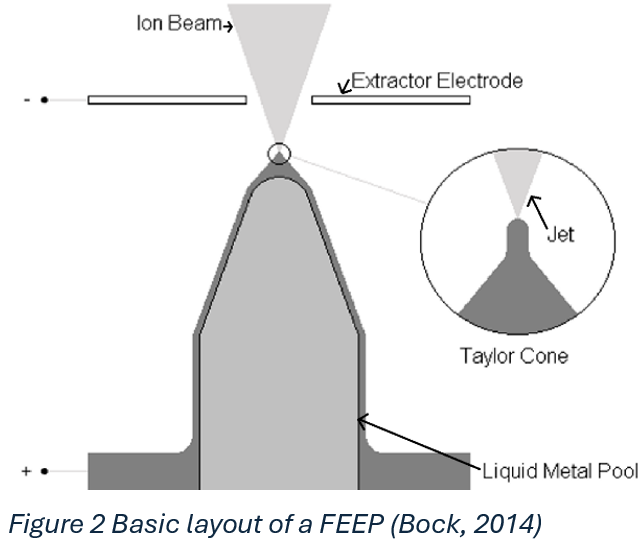 Ion Beam
Extractor Electrode
-
Jet
Taylor Cone
+
Liquid Metal Pool
Figure 2 Basic layout of a FEEP (Bock, 2014)